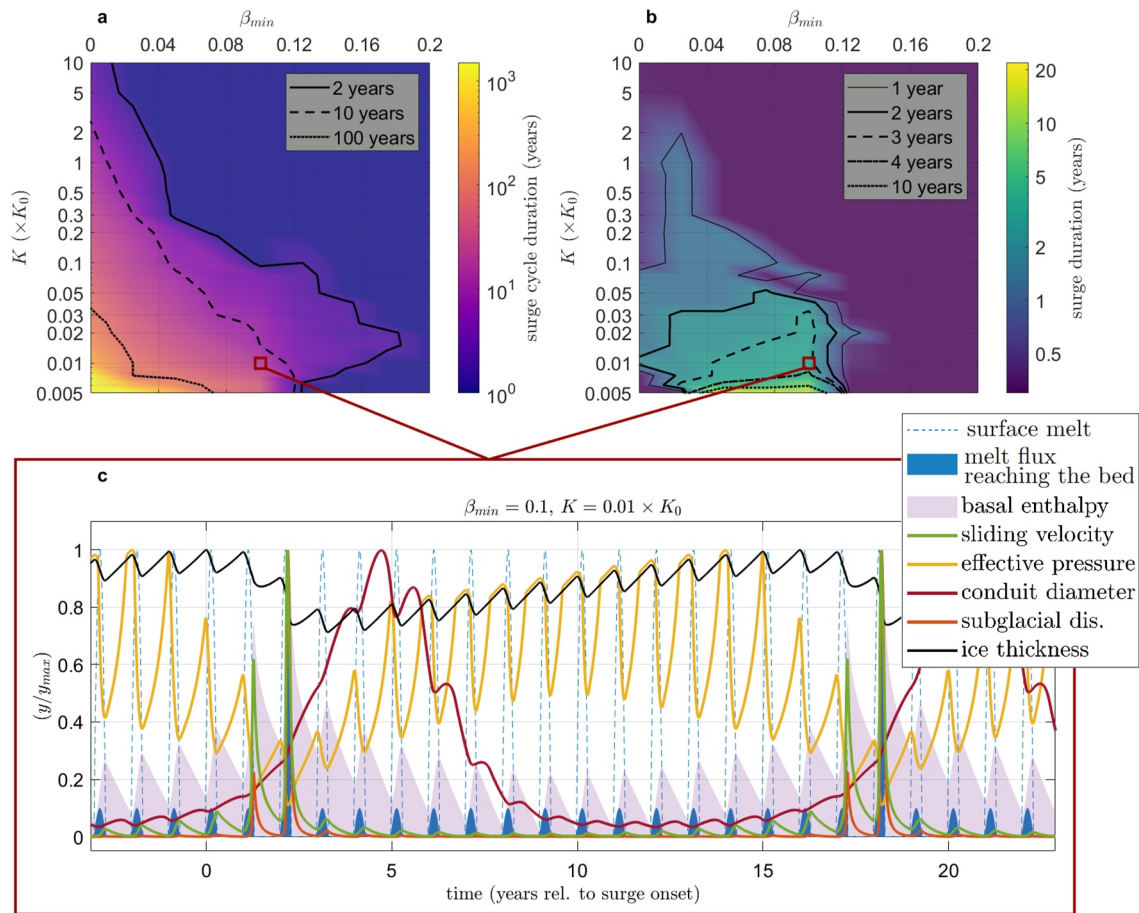 a
β_min
0 0.04 0.08 0.12 0.16 0.2
10
5
2
1
0.5
0.3
0.2
0.1
0.05
0.03
0.02
0.01
0.005
K (×K_0)
2 years
10 years
100 years
10^3
10^2
10^1
10^0
surge cycle duration (years)
b
β_min
0 0.04 0.08 0.12 0.16 0.2
10
5
2
1
0.5
0.3
0.2
0.1
0.05
0.03
0.02
0.01
0.005
K (×K_0)
1 year
2 years
3 years
4 years
10 years
20
10
5
2
1
0.5
surge duration (years)
surface melt
melt flux
reaching the bed
basal enthalpy
sliding velocity
effective pressure
conduit diameter
subglacial dis.
ice thickness
c
β_min = 0.1, K = 0.01 × K_0
1
0.8
0.6
0.4
0.2
0
(y/y_max)
0 5 10 15 20
time (years rel. to surge onset)